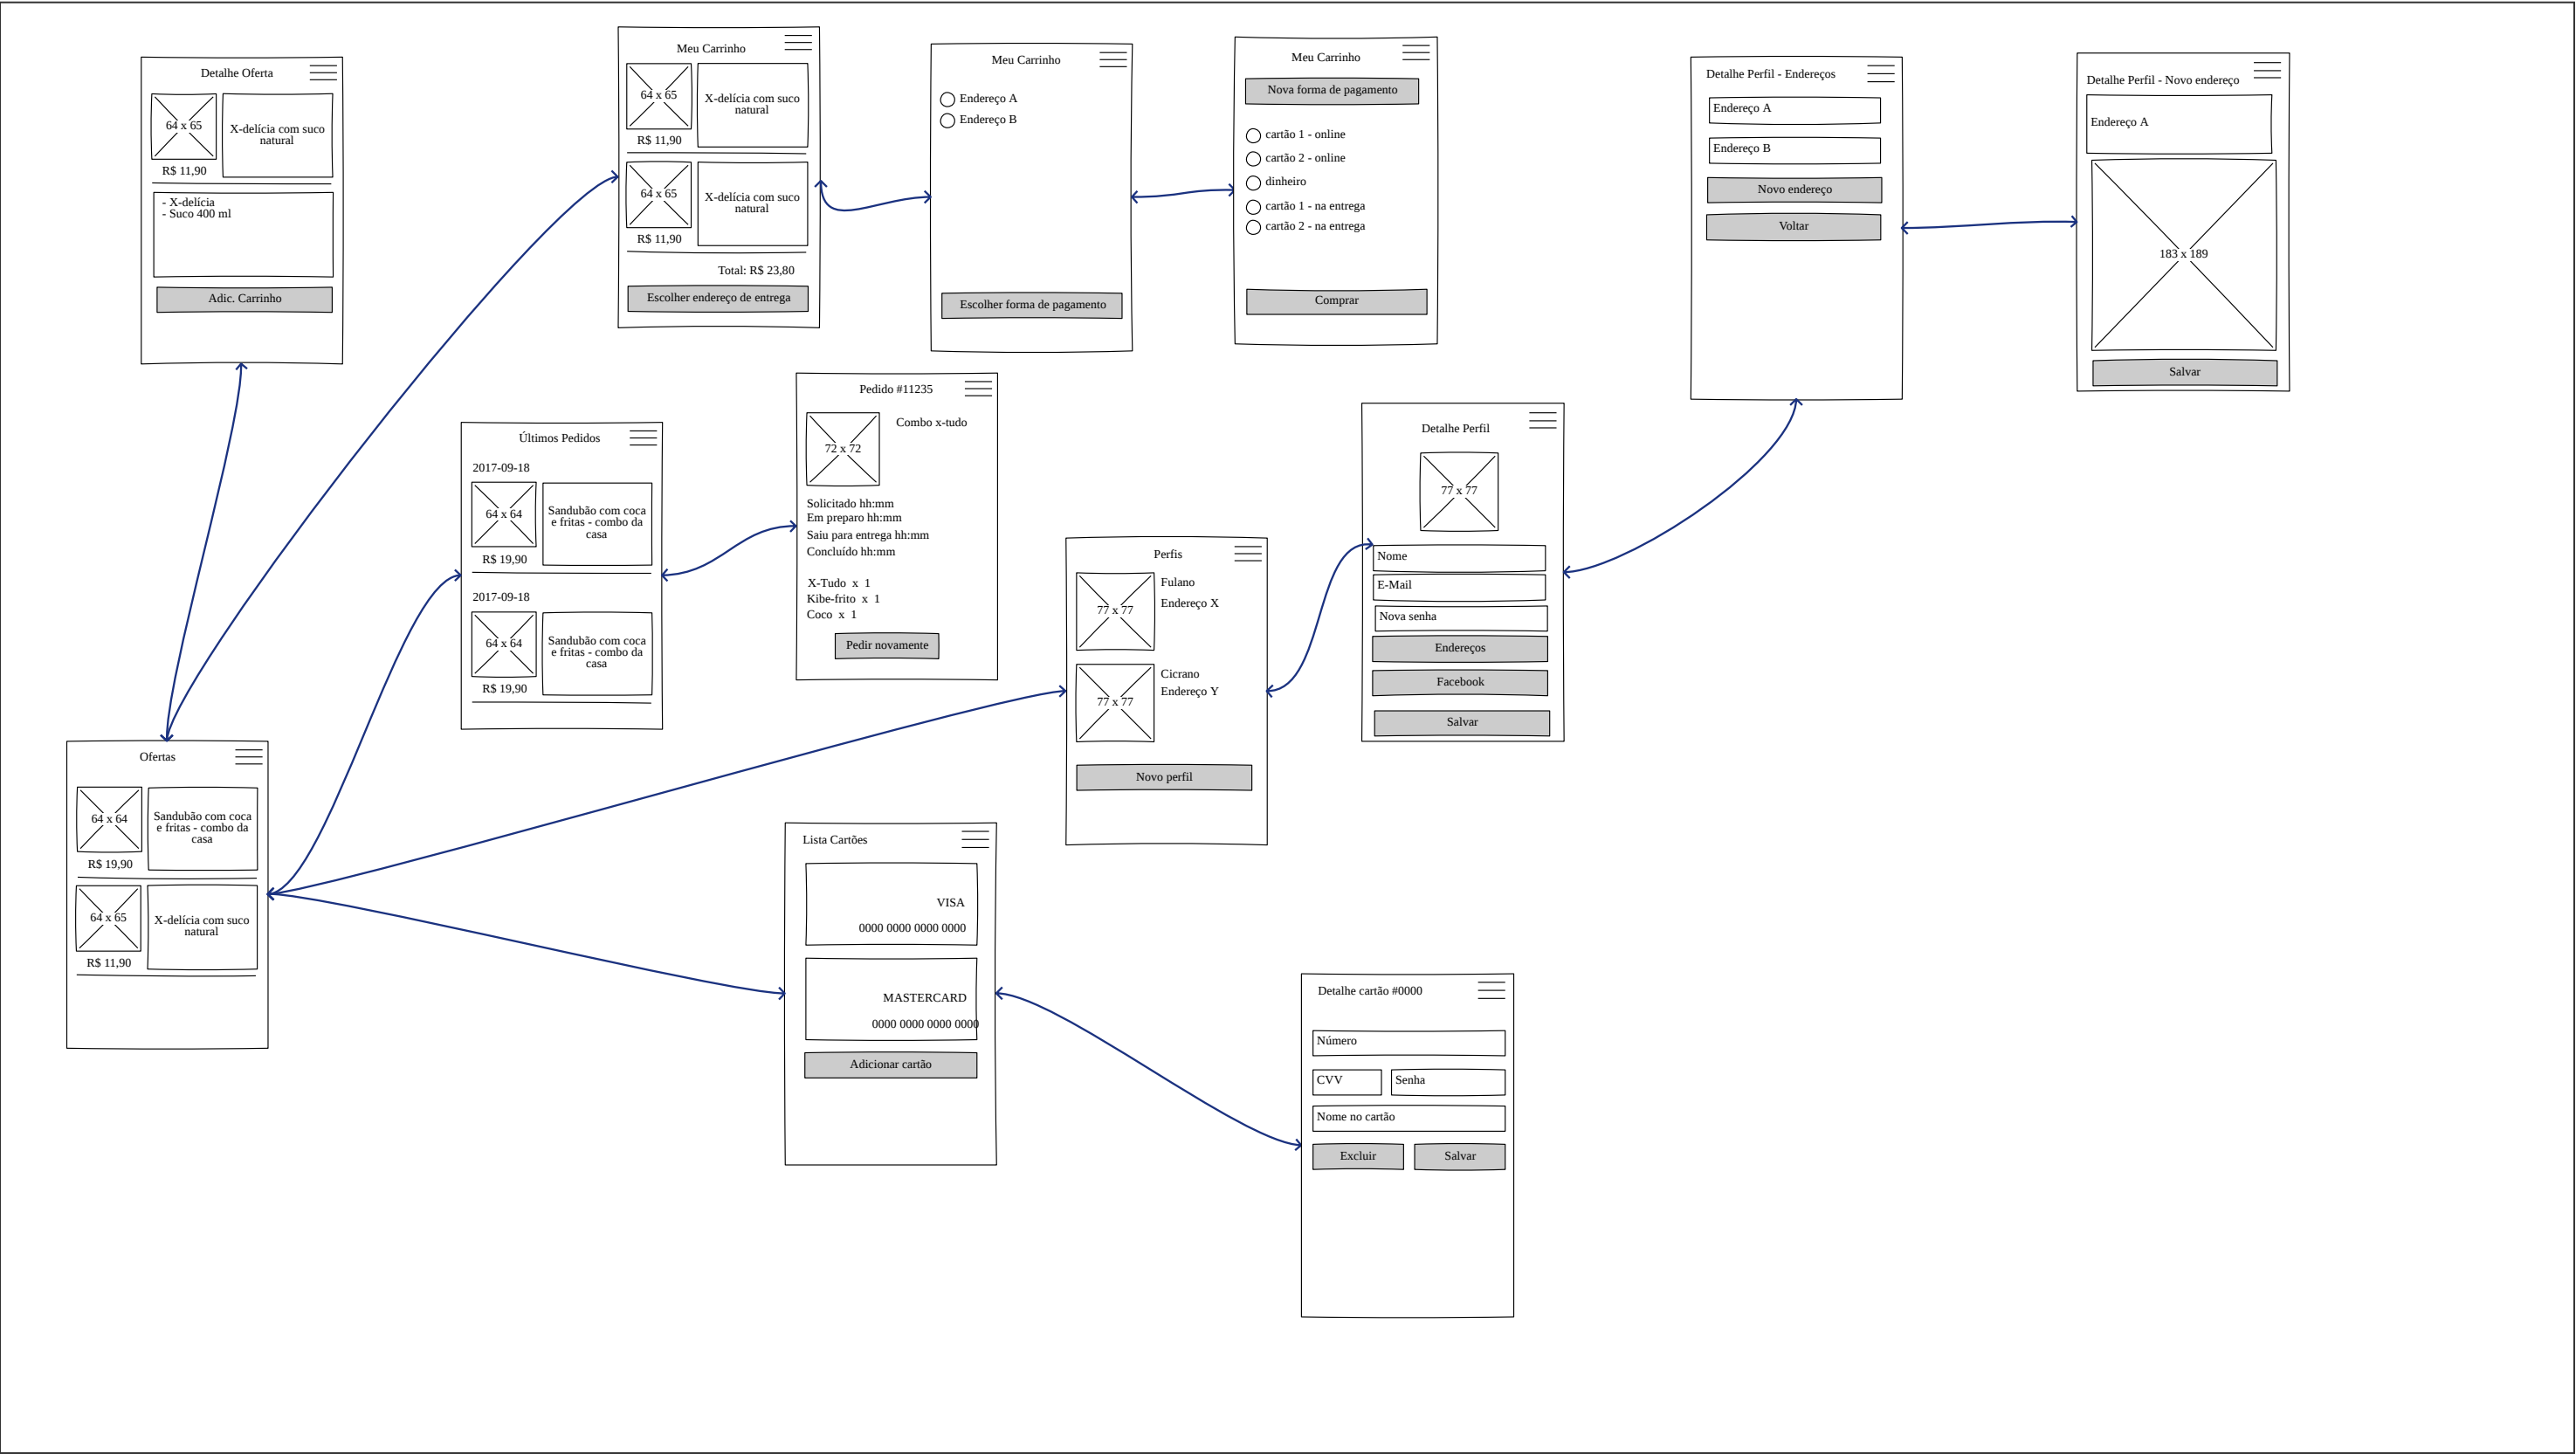 Detalhe Oferta
64 x 65
X-delícia com suco
natural
R$ 11,90
- X-delícia
- Suco 400 ml
Adic. Carrinho
Meu Carrinho
64 x 65
X-delícia com suco
natural
R$ 11,90
64 x 65
X-delícia com suco
natural
R$ 11,90
Total: R$ 23,80
Escolher endereço de entrega
Meu Carrinho
Endereço A
Endereço B
Escolher forma de pagamento
Meu Carrinho
Nova forma de pagamento
cartão 1 - online
cartão 2 - online
dinheiro
cartão 1 - na entrega
cartão 2 - na entrega
Comprar
Detalhe Perfil - Endereços
Endereço A
Endereço B
Novo endereço
Voltar
Detalhe Perfil - Novo endereço
Endereço A
183 x 189
Salvar
Últimos Pedidos
2017-09-18
64 x 64
Sandubão com coca
e fritas - combo da
casa
R$ 19,90
2017-09-18
64 x 64
Sandubão com coca
e fritas - combo da
casa
R$ 19,90
Pedido #11235
72 x 72
Combo x-tudo
Solicitado hh:mm
Em preparo hh:mm
Saiu para entrega hh:mm
Concluído hh:mm
X-Tudo x 1
Kibe-frito x 1
Coco x 1
Pedir novamente
Perfis
77 x 77
Fulano
Endereço X
77 x 77
Cicrano
Endereço Y
Novo perfil
Detalhe Perfil
77 x 77
Nome
E-Mail
Nova senha
Endereços
Facebook
Salvar
Ofertas
64 x 64
Sandubão com coca
e fritas - combo da
casa
R$ 19,90
64 x 65
X-delícia com suco
natural
R$ 11,90
Lista Cartões
VISA
0000 0000 0000 0000
MASTERCARD
0000 0000 0000 0000
Adicionar cartão
Detalhe cartão #0000
Número
CVV
Senha
Nome no cartão
Excluir
Salvar